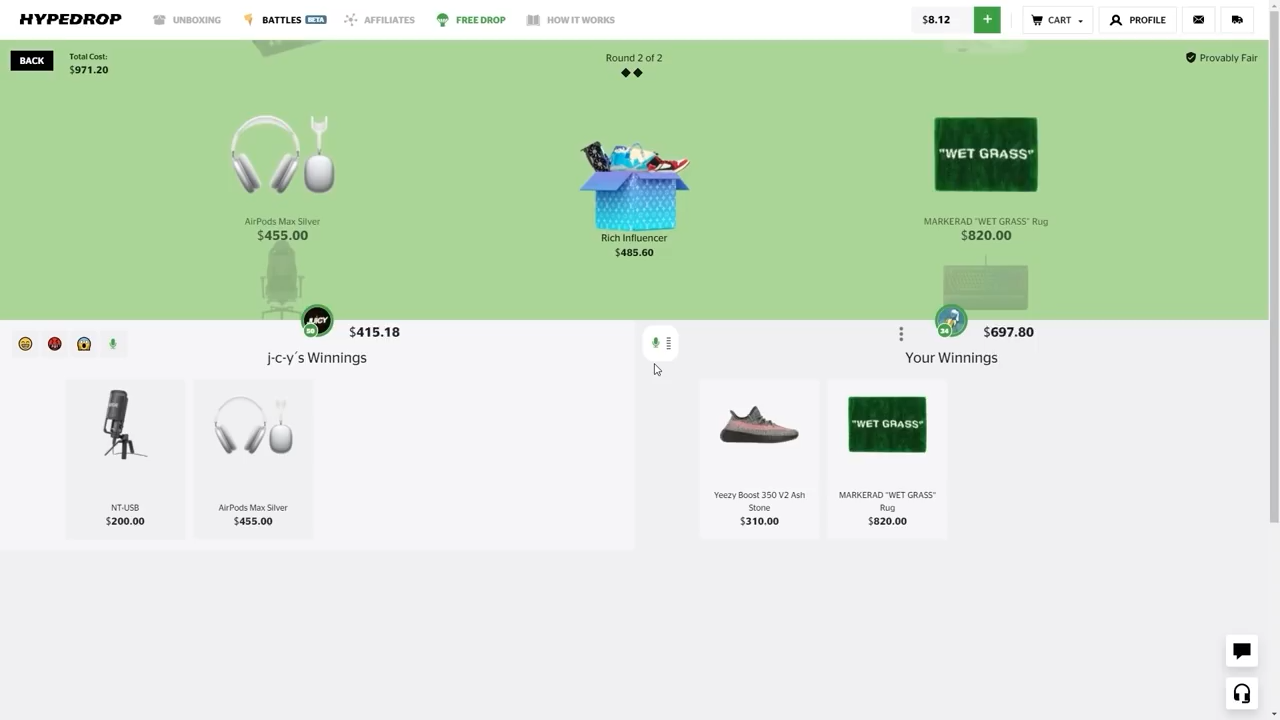 HYPEDROP
UNBOXING
BATTLES BETA
AFFILIATES
FREE DROP
HOW IT WORKS
$8.12
+
CART
PROFILE
BACK
Total Cost:
$971.20
Round 2 of 2
Provably Fair
AirPods Max Silver
$455.00
Rich Influencer
$485.60
"WET GRASS"
MARKERAD "WET GRASS" Rug
$820.00
JUICY
58
$415.18
j-c-y´s Winnings
34
$697.80
Your Winnings
NT-USB
$200.00
AirPods Max Silver
$455.00
Yeezy Boost 350 V2 Ash
Stone
$310.00
"WET GRASS"
MARKERAD "WET GRASS"
Rug
$820.00